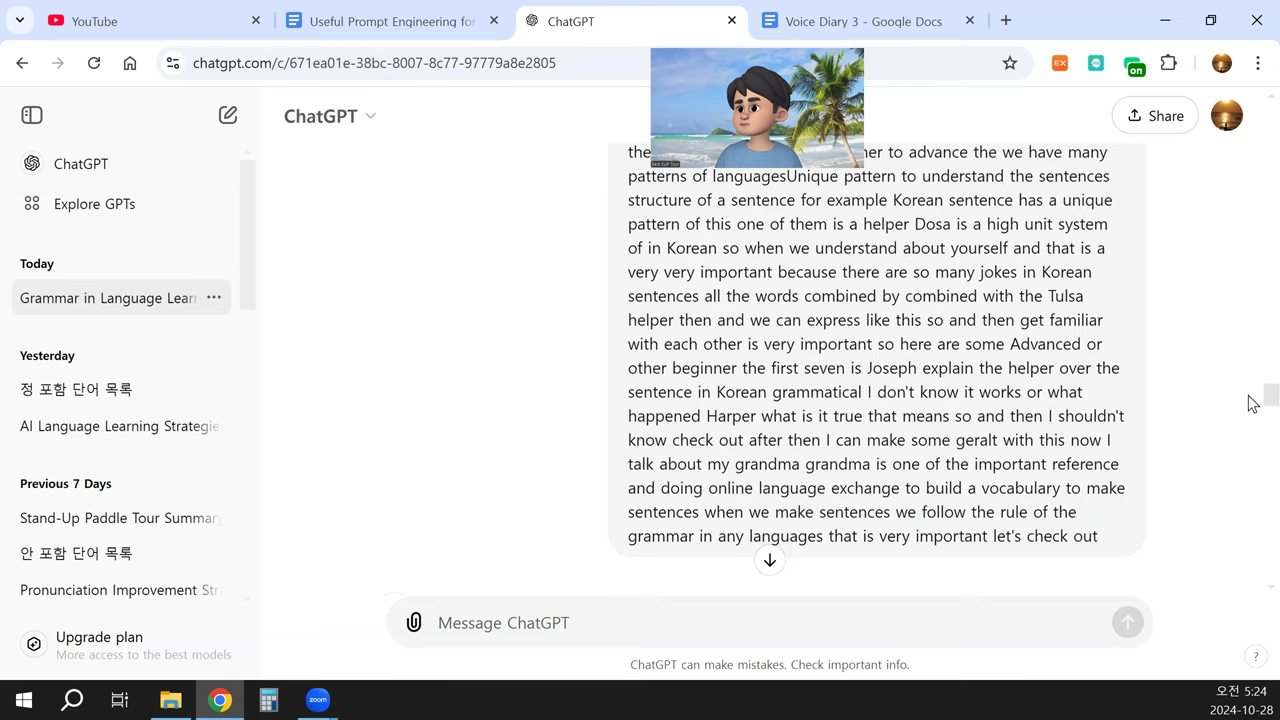 YouTube
Useful Prompt Engineering for
ChatGPT
Voice Diary 3 - Google Docs
chatgpt.com/c/671ea01e-38bc-8007-8c77-97779a8e2805
on
ChatGPT
Share
ChatGPT
Explore GPTs
Today
Grammar in Language Lear
Yesterday
정 포함 단어 목록
AI Language Learning Strategie
Previous 7 Days
Stand-Up Paddle Tour Summar
안 포함 단어 목록
Pronunciation Improvement Str
Upgrade plan
More access to the best models
the her to advance the we have many
patterns of languagesUnique pattern to understand the sentences
structure of a sentence for example Korean sentence has a unique
pattern of this one of them is a helper Dosa is a high unit system
of in Korean so when we understand about yourself and that is a
very very important because there are so many jokes in Korean
sentences all the words combined by combined with the Tulsa
helper then and we can express like this so and then get familiar
with each other is very important so here are some Advanced or
other beginner the first seven is Joseph explain the helper over the
sentence in Korean grammatical I don't know it works or what
happened Harper what is it true that means so and then I shouldn't
know check out after then I can make some geralt with this now I
talk about my grandma grandma is one of the important reference
and doing online language exchange to build a vocabulary to make
sentences when we make sentences we follow the rule of the
grammar in any languages that is very important let's check out
Message ChatGPT
ChatGPT can make mistakes. Check important info.
?
zoom
오전 5:24
2024-10-28